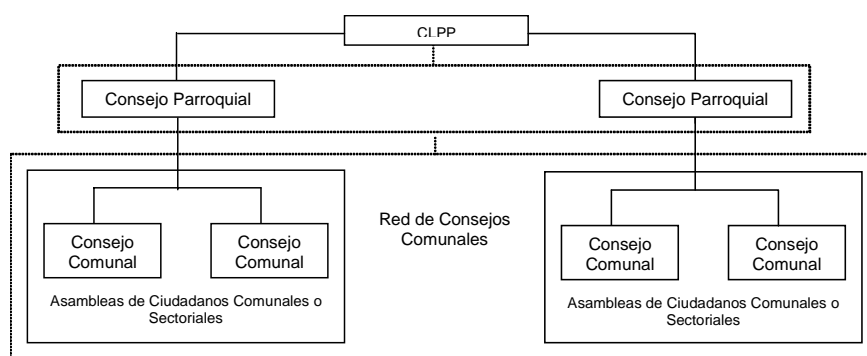 CLPP
Consejo Parroquial
Consejo Parroquial
Consejo
Comunal
Consejo
Comunal
Asambleas de Ciudadanos Comunales o
Sectoriales
Red de Consejos
Comunales
Consejo
Comunal
Consejo
Comunal
Asambleas de Ciudadanos Comunales o
Sectoriales